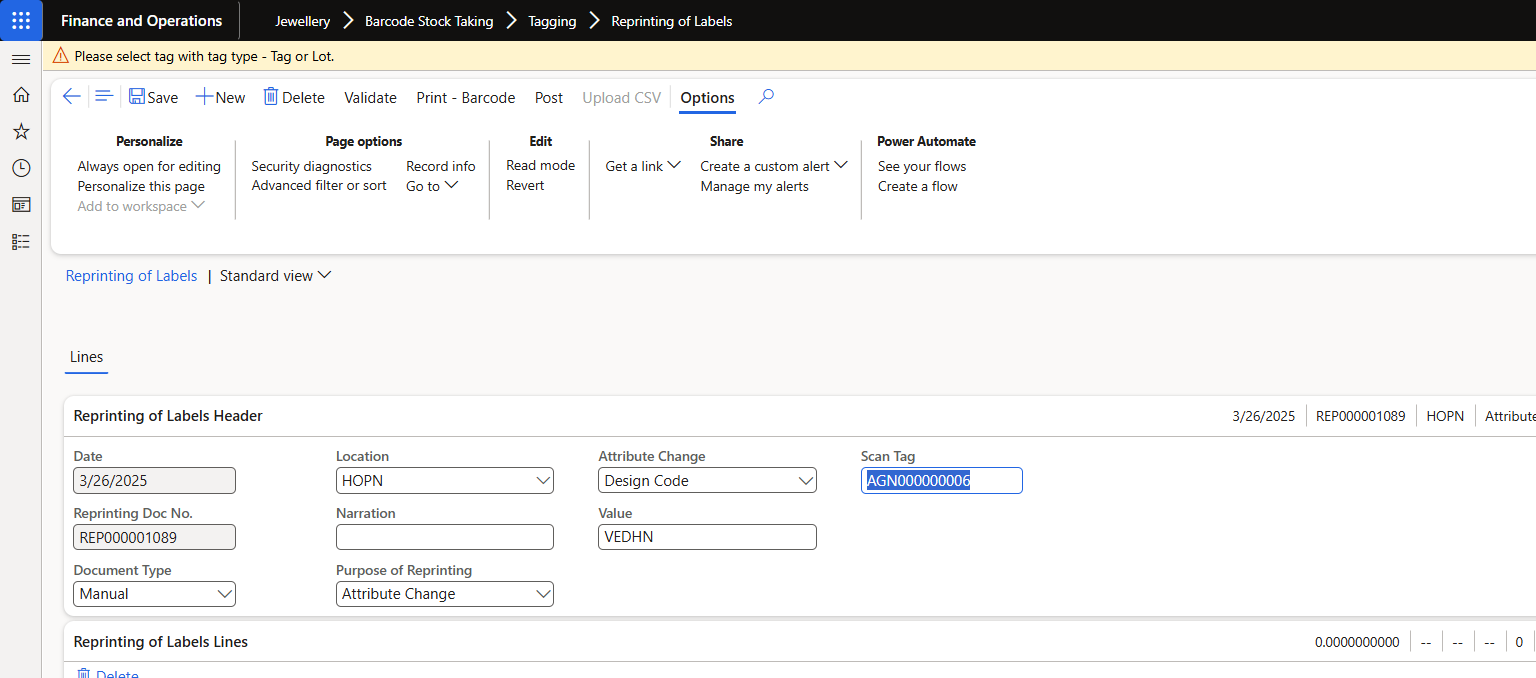 Finance and Operations Jewellery Barcode Stock Taking Tagging Reprinting of Labels
Please select tag with tag type - Tag or Lot.
Save New Delete Validate Print - Barcode Post Upload CSV Options
Personalize Page options Edit Share Power Automate
Always open for editing Security diagnostics Record info Read mode Get a link Create a custom alert See your flows
Personalize this page Advanced filter or sort Go to Revert Manage my alerts Create a flow
Add to workspace
Reprinting of Labels | Standard view
Lines
Reprinting of Labels Header 3/26/2025 REP000001089 HOPN Attribute
Date Location Attribute Change Scan Tag
3/26/2025 HOPN Design Code AGN000000006
Reprinting Doc No. Narration Value
REP000001089 VEDHN
Document Type Purpose of Reprinting
Manual Attribute Change
Reprinting of Labels Lines 0.0000000000 -- -- -- 0
Delete